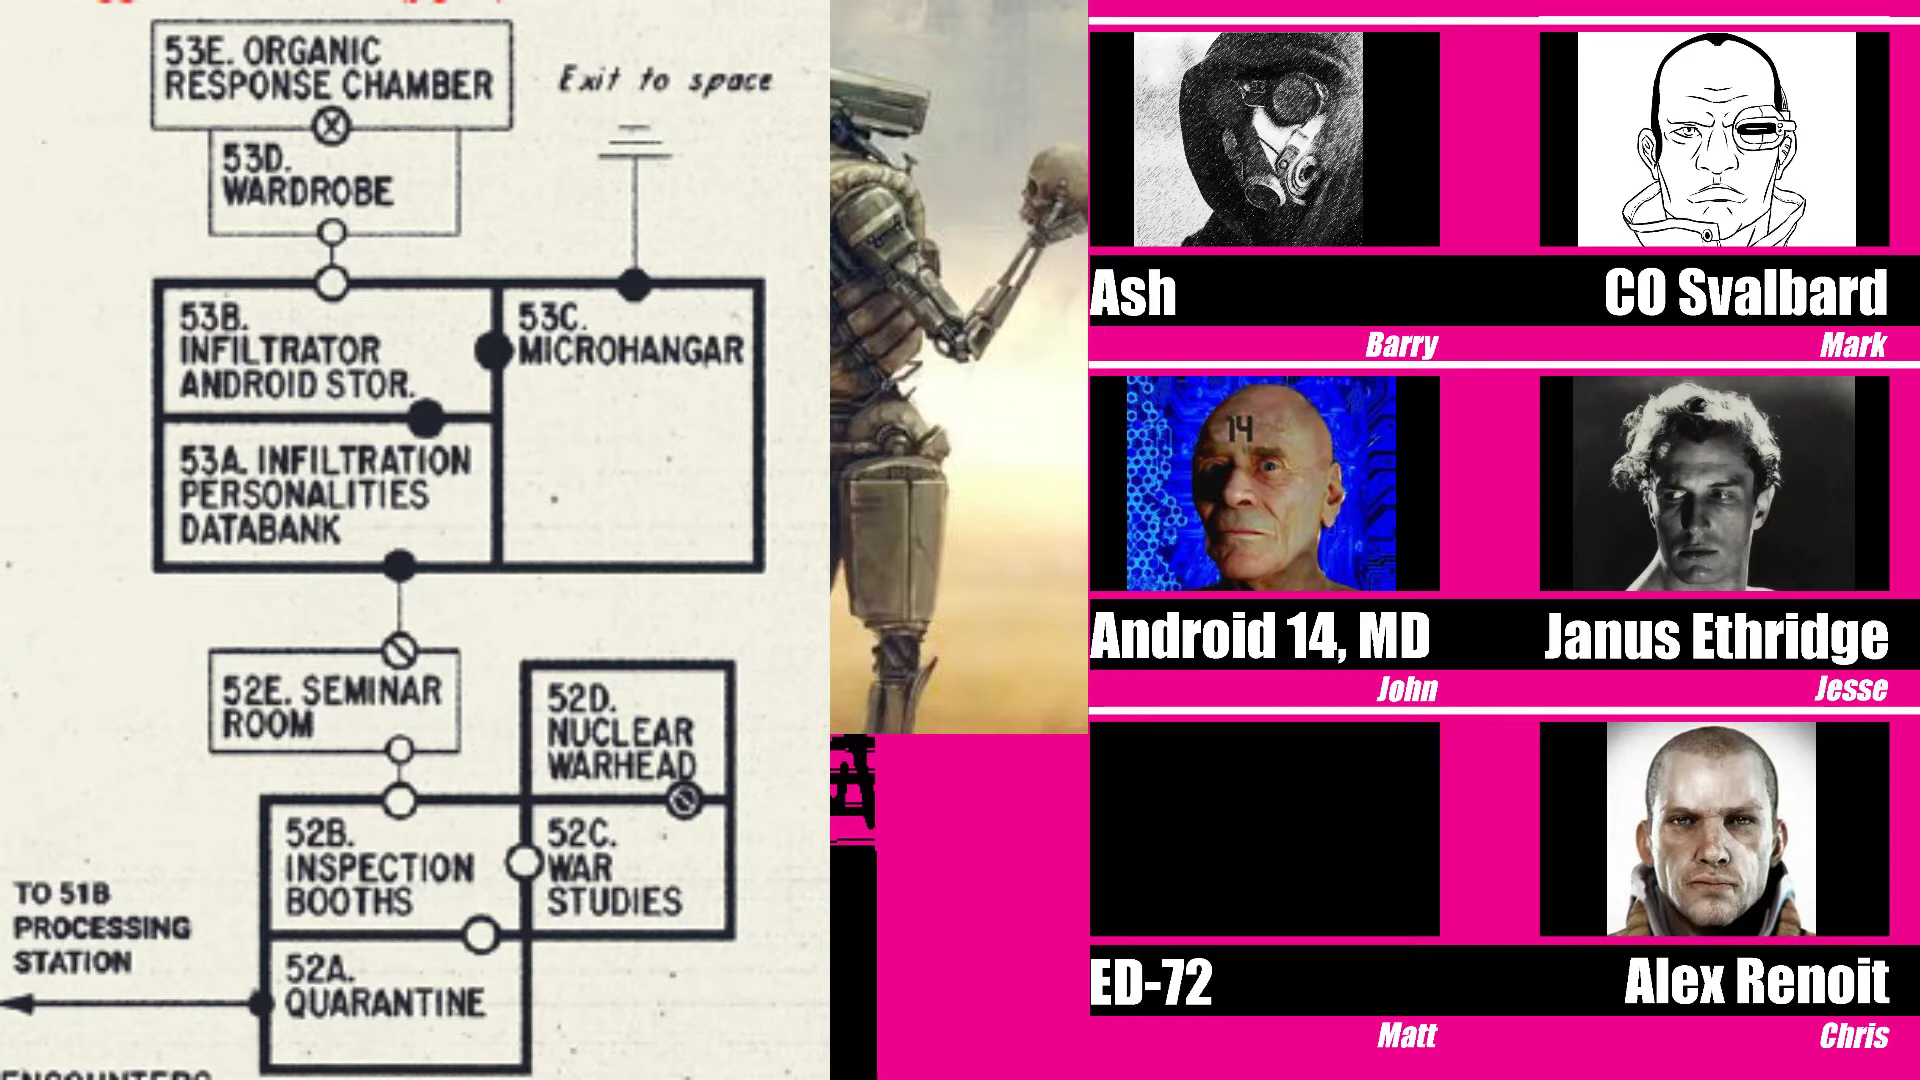 53E. ORGANIC
RESPONSE CHAMBER
Exit to space
53D.
WARDROBE
53B.
INFILTRATOR
ANDROID STOR.
53C.
MICROHANGAR
53A. INFILTRATION
PERSONALITIES
DATABANK
52E. SEMINAR
ROOM
52D.
NUCLEAR
WARHEAD
52B.
INSPECTION
BOOTHS
52C.
WAR
STUDIES
TO 51B
PROCESSING
STATION
52A.
QUARANTINE
ENCOUNTERS
Ash
Barry
CO Svalbard
Mark
14
Android 14, MD
John
Janus Ethridge
Jesse
ED-72
Matt
Alex Renoit
Chris